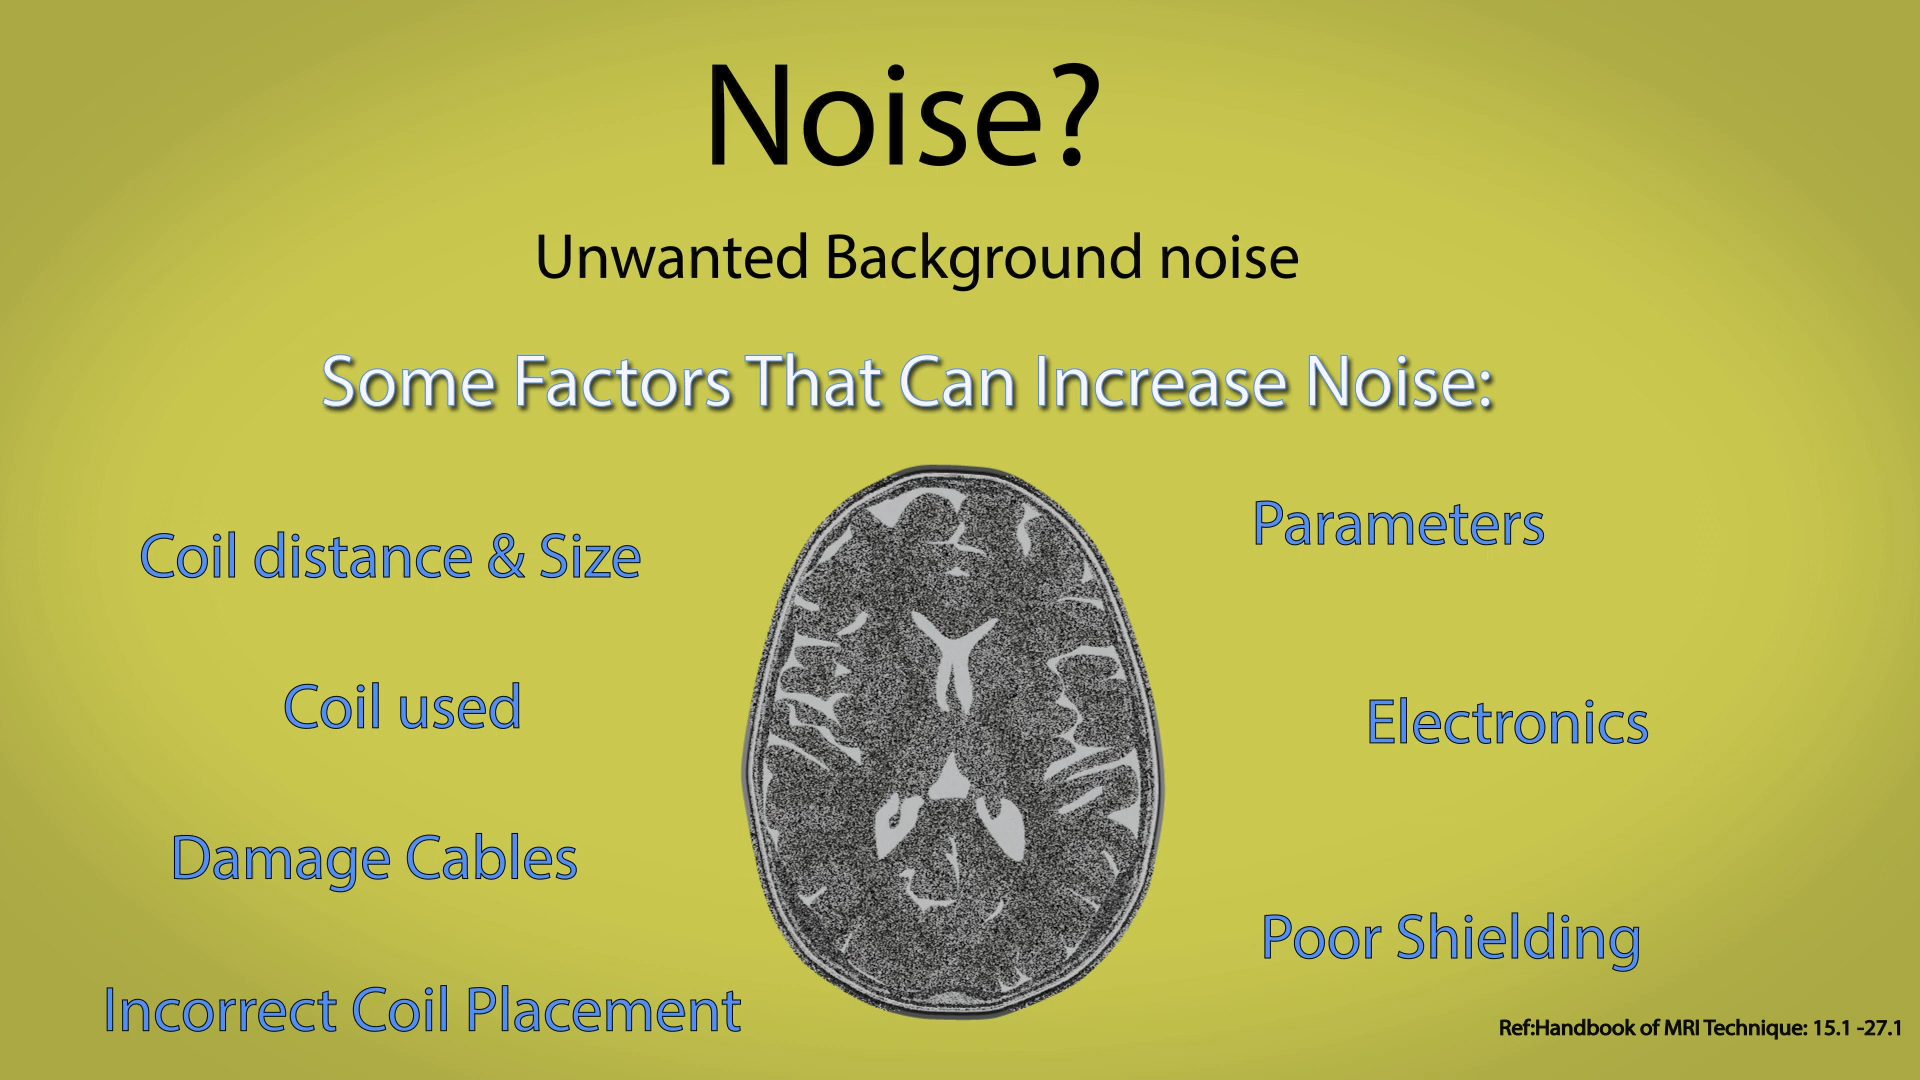 Noise?
Unwanted Background noise
Some Factors That Can Increase Noise:
Coil distance & Size
Coil used
Damage Cables
Incorrect Coil Placement
Parameters
Electronics
Poor Shielding
Ref:Handbook of MRI Technique: 15.1 -27.1